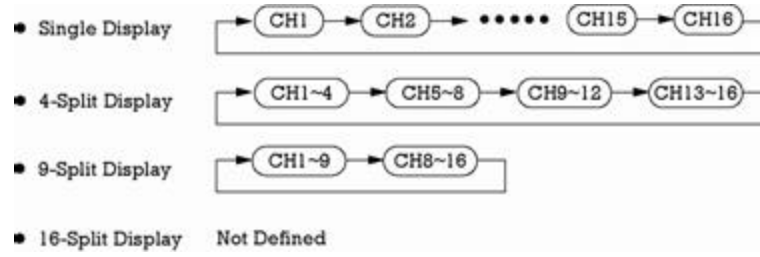 • Single Display CH1 CH2 ••••• CH15 CH16
• 4-Split Display CH1~4 CH5~8 CH9~12 CH13~16
• 9-Split Display CH1~9 CH8~16
• 16-Split Display Not Defined